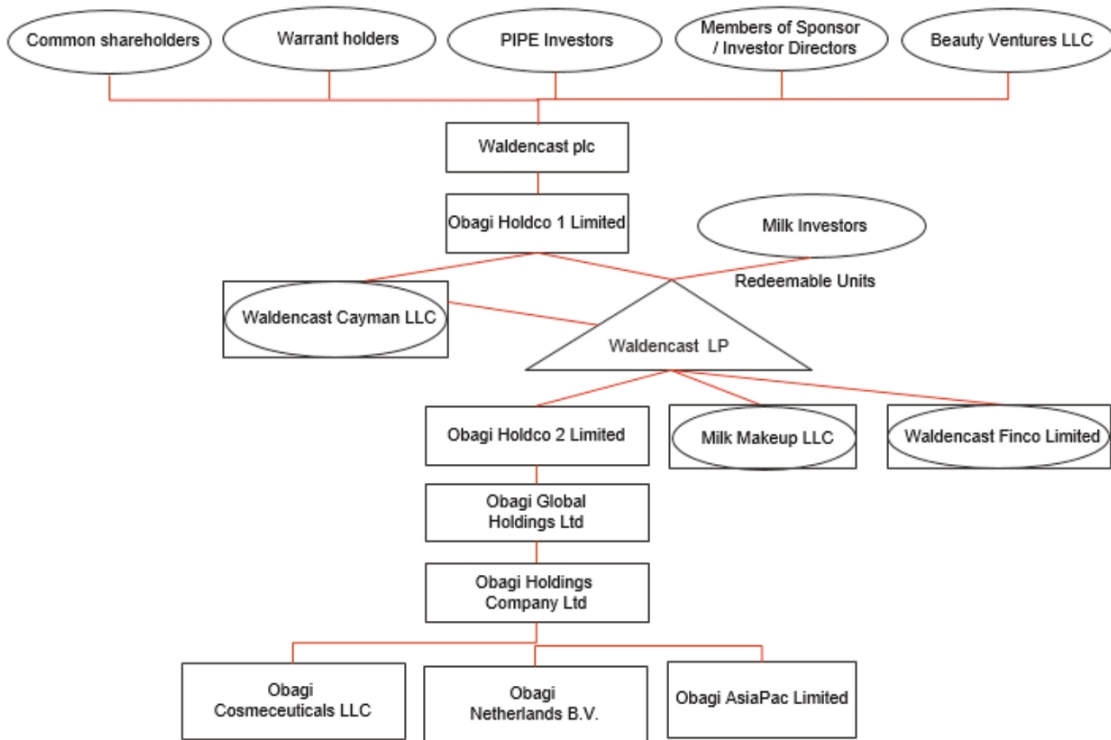 Common shareholders
Warrant holders
PIPE Investors
Members of Sponsor
/ Investor Directors
Beauty Ventures LLC
Waldencast plc
Obagi Holdco 1 Limited
Milk Investors
Redeemable Units
Waldencast Cayman LLC
Waldencast LP
Obagi Holdco 2 Limited
Milk Makeup LLC
Waldencast Finco Limited
Obagi Global
Holdings Ltd
Obagi Holdings
Company Ltd
Obagi
Cosmeceuticals LLC
Obagi
Netherlands B.V.
Obagi AsiaPac Limited